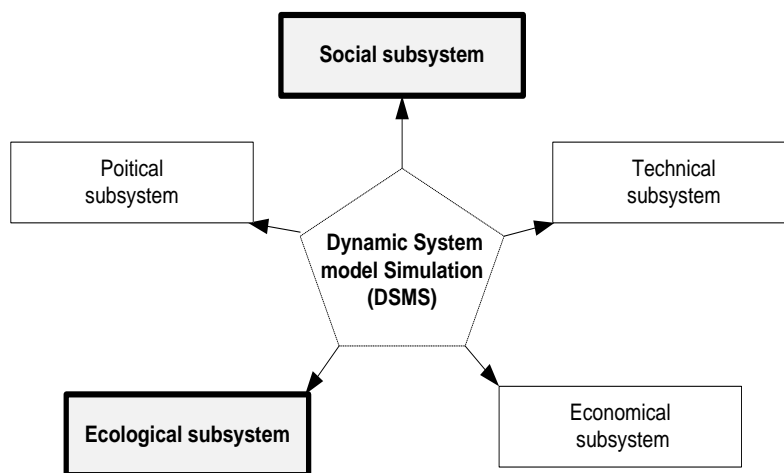 Social subsystem
Poitical
subsystem
Technical
subsystem
Dynamic System
model Simulation
(DSMS)
Ecological subsystem
Economical
subsystem